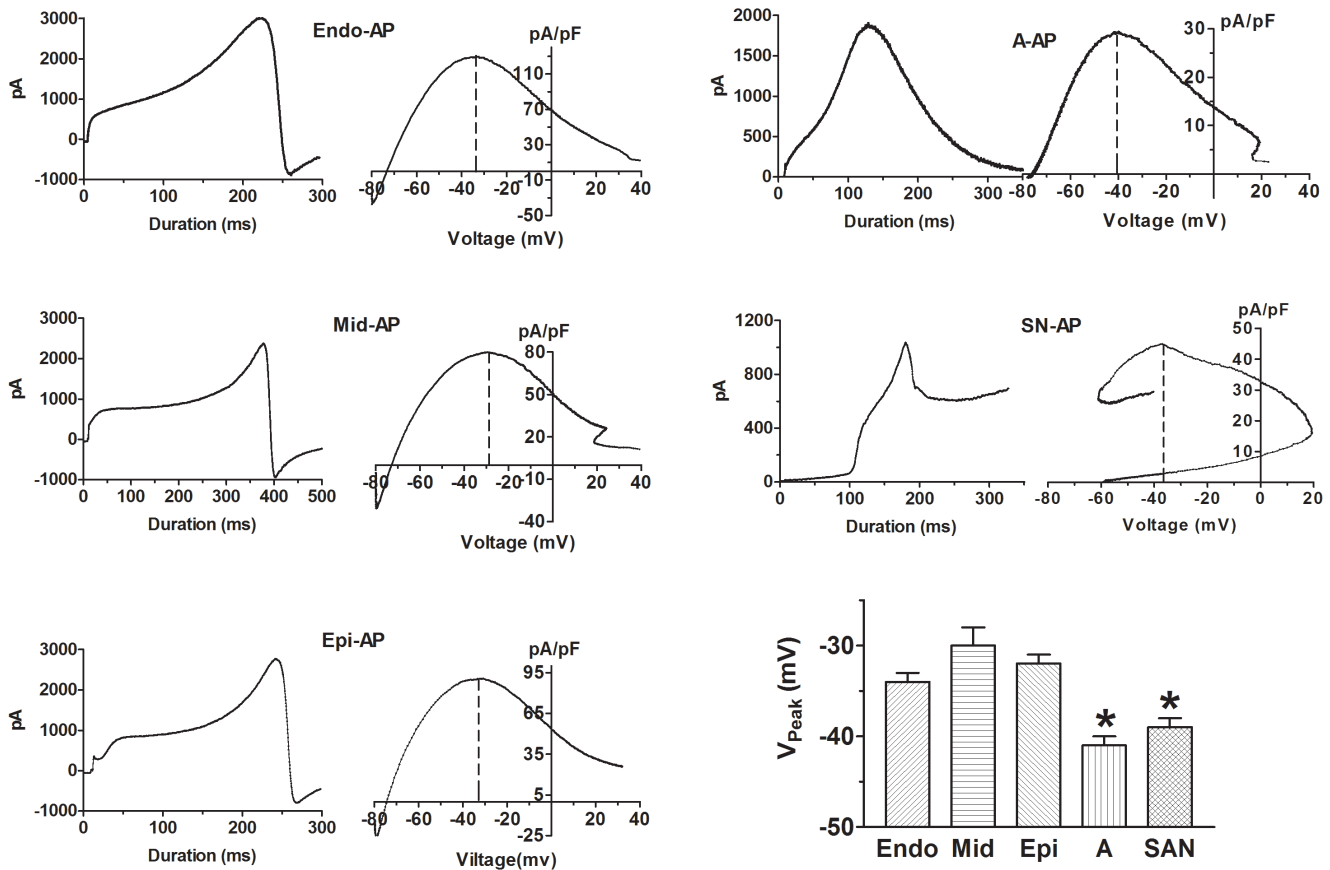 Endo-AP
pA
3000
2000
1000
0
-1000
0
100
200
300
Duration (ms)
pA/pF
110
70
30
-10
-50
-80 -60 -40 -20 20 40
Voltage (mV)
A-AP
pA
2000
1500
1000
500
0
0
100
200
300
Duration (ms)
pA/pF
30
20
10
-80 -60 -40 -20 0 20 40
Voltage (mV)
Mid-AP
pA
3000
2000
1000
0
-1000
0 100 200 300 400 500
Duration (ms)
pA/pF
80
50
20
-10
-40
-80 -60 -40 -20 20 40
Voltage (mV)
SN-AP
pA
1200
900
600
400
0
0
100
200
300
Duration (ms)
pA/pF
50
40
30
20
10
-80 -60 -40 -20 0 20
Voltage (mV)
Epi-AP
pA
3000
2000
1000
0
-1000
0
100
200
300
Duration (ms)
pA/pF
95
65
35
5
-25
-80 -60 -40 -20 0 20 40
Viltage(mv)
VPeak (mV)
-30
-40
-50
*
*
Endo Mid Epi A SAN